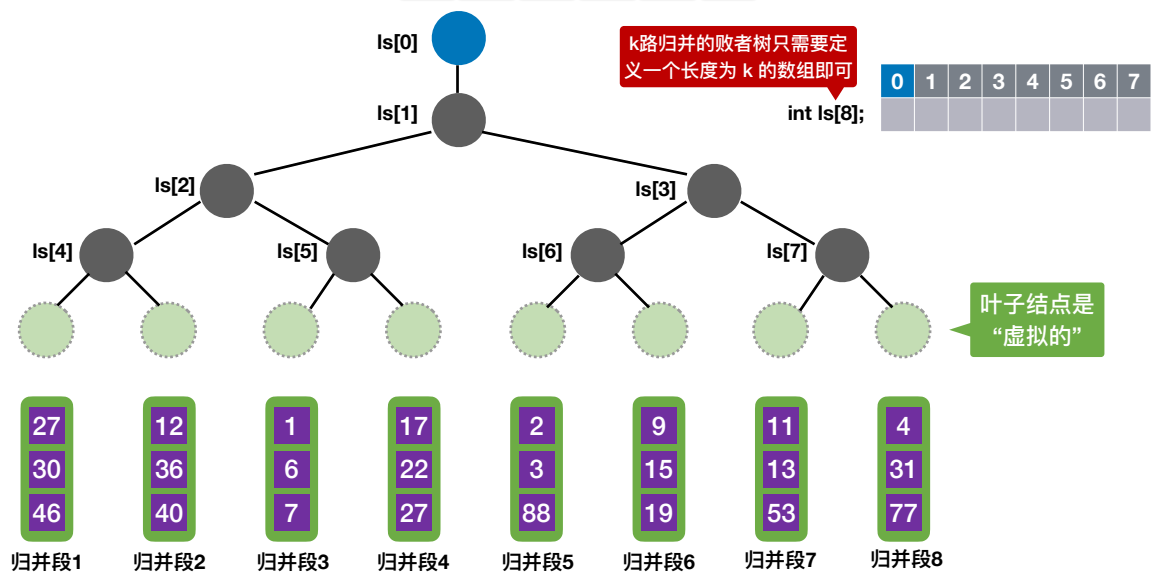 ls[0]
k路归并的败者树只需要定
义一个长度为 k 的数组即可
0 1 2 3 4 5 6 7
int ls[8];
ls[1]
ls[2]
ls[3]
ls[4]
ls[5]
ls[6]
ls[7]
叶子结点是
“虚拟的”
27 12 1 17 2 9 11 4
30 36 6 22 3 15 13 31
46 40 7 27 88 19 53 77
归并段1 归并段2 归并段3 归并段4 归并段5 归并段6 归并段7 归并段8